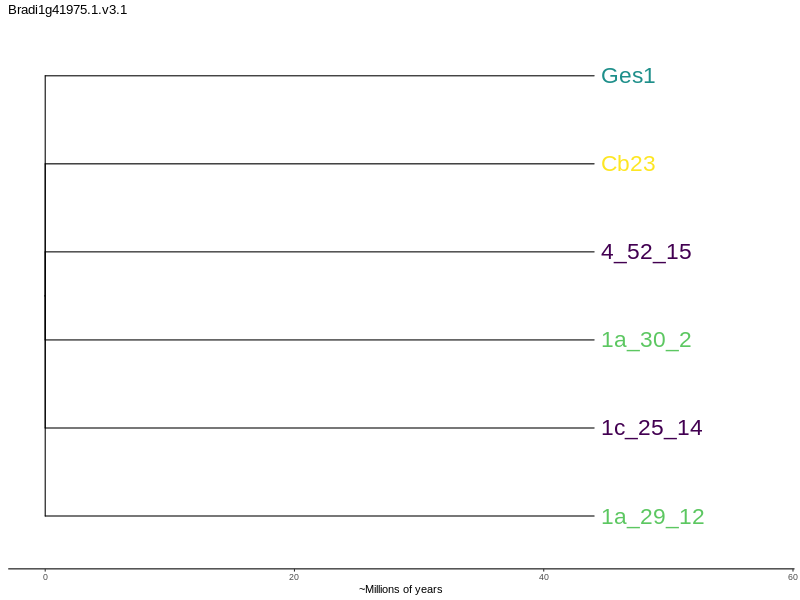 Bradi1g41975.1.v3.1
Ges1
Cb23
4_52_15
1a_30_2
1c_25_14
1a_29_12
0 20 40 60
~Millions of years